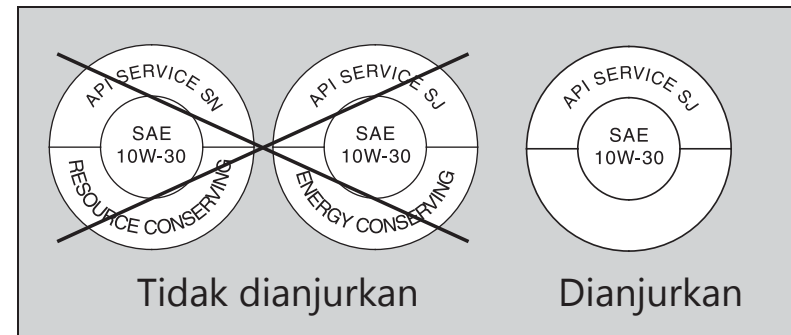 API SERVICE SN
SAE
10W-30
RESOURCE CONSERVING
API SERVICE SJ
SAE
10W-30
ENERGY CONSERVING
API SERVICE SJ
SAE
10W-30
Tidak dianjurkan
Dianjurkan